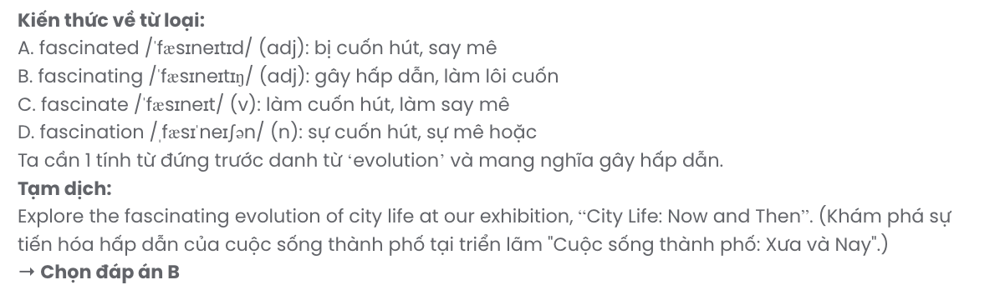 Kiến thức về từ loại:
A. fascinated /ˈfæsɪneɪtɪd/ (adj): bị cuốn hút, say mê
B. fascinating /ˈfæsɪneɪtɪŋ/ (adj): gây hấp dẫn, làm lôi cuốn
C. fascinate /ˈfæsɪneɪt/ (v): làm cuốn hút, làm say mê
D. fascination /ˌfæsɪˈneɪʃən/ (n): sự cuốn hút, sự mê hoặc
Ta cần 1 tính từ đứng trước danh từ ‘evolution’ và mang nghĩa gây hấp dẫn.
Tạm dịch:
Explore the fascinating evolution of city life at our exhibition, “City Life: Now and Then”. (Khám phá sự
tiến hóa hấp dẫn của cuộc sống thành phố tại triển lãm "Cuộc sống thành phố: Xưa và Nay".)
→ Chọn đáp án B